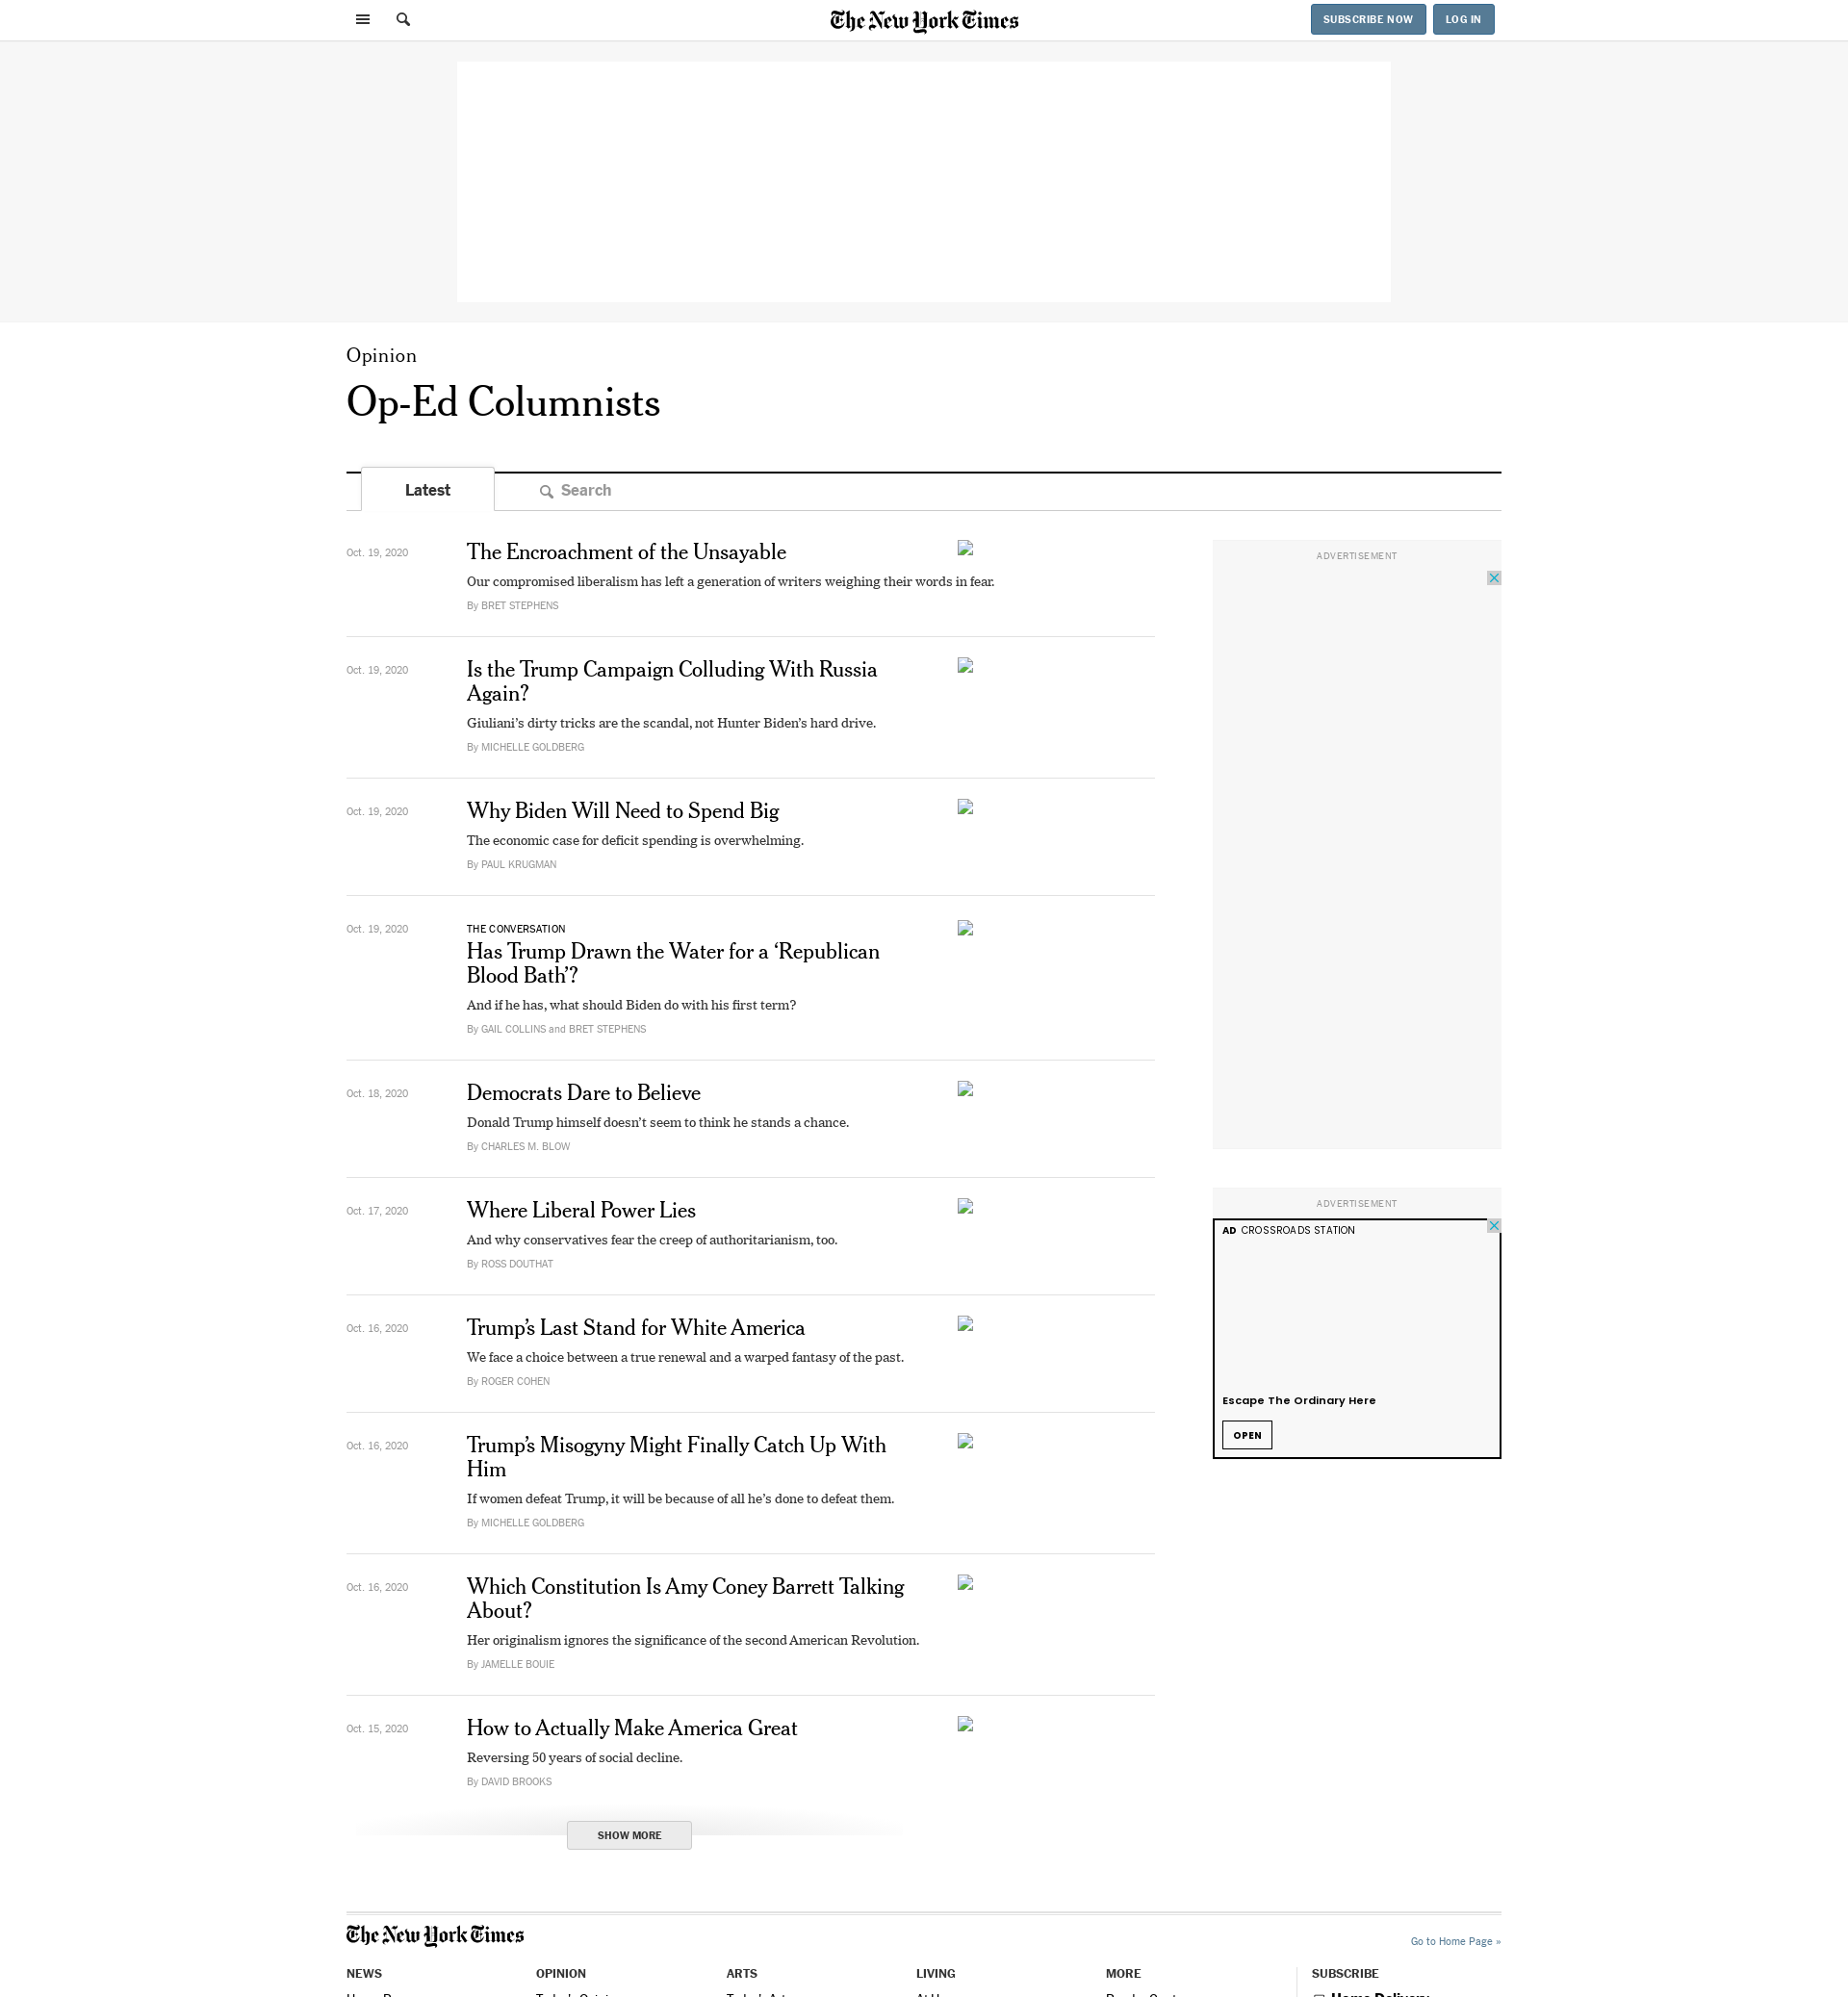 The New York Times
SUBSCRIBE NOW
LOG IN
Opinion
Op-Ed Columnists
Latest
Search
Oct. 19, 2020
The Encroachment of the Unsayable
Our compromised liberalism has left a generation of writers weighing their words in fear.
By BRET STEPHENS
Oct. 19, 2020
Is the Trump Campaign Colluding With Russia
Again?
Giuliani’s dirty tricks are the scandal, not Hunter Biden’s hard drive.
By MICHELLE GOLDBERG
Oct. 19, 2020
Why Biden Will Need to Spend Big
The economic case for deficit spending is overwhelming.
By PAUL KRUGMAN
Oct. 19, 2020
THE CONVERSATION
Has Trump Drawn the Water for a ‘Republican
Blood Bath’?
And if he has, what should Biden do with his first term?
By GAIL COLLINS and BRET STEPHENS
Oct. 18, 2020
Democrats Dare to Believe
Donald Trump himself doesn’t seem to think he stands a chance.
By CHARLES M. BLOW
Oct. 17, 2020
Where Liberal Power Lies
And why conservatives fear the creep of authoritarianism, too.
By ROSS DOUTHAT
Oct. 16, 2020
Trump’s Last Stand for White America
We face a choice between a true renewal and a warped fantasy of the past.
By ROGER COHEN
Oct. 16, 2020
Trump’s Misogyny Might Finally Catch Up With
Him
If women defeat Trump, it will be because of all he’s done to defeat them.
By MICHELLE GOLDBERG
Oct. 16, 2020
Which Constitution Is Amy Coney Barrett Talking
About?
Her originalism ignores the significance of the second American Revolution.
By JAMELLE BOUIE
Oct. 15, 2020
How to Actually Make America Great
Reversing 50 years of social decline.
By DAVID BROOKS
SHOW MORE
ADVERTISEMENT
ADVERTISEMENT
AD CROSSROADS STATION
Escape The Ordinary Here
OPEN
The New York Times
Go to Home Page »
NEWS
OPINION
ARTS
LIVING
MORE
SUBSCRIBE
Home Delivery